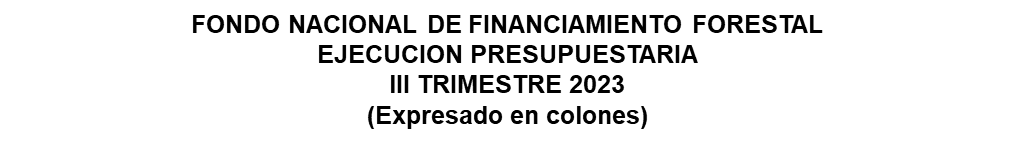 FONDO NACIONAL DE FINANCIAMIENTO FORESTAL
EJECUCION PRESUPUESTARIA
III TRIMESTRE 2023
(Expresado en colones)